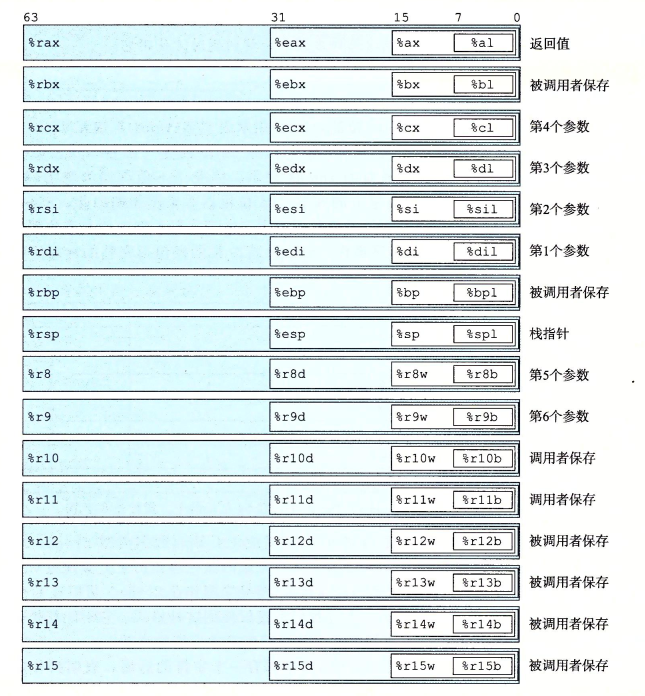 63 31 15 7 0
%rax %eax %ax %al 返回值
%rbx %ebx %bx %bl 被调用者保存
%rcx %ecx %cx %cl 第4个参数
%rdx %edx %dx %dl 第3个参数
%rsi %esi %si %sil 第2个参数
%rdi %edi %di %dil 第1个参数
%rbp %ebp %bp %bpl 被调用者保存
%rsp %esp %sp %spl 栈指针
%r8 %r8d %r8w %r8b 第5个参数
%r9 %r9d %r9w %r9b 第6个参数
%r10 %r10d %r10w %r10b 调用者保存
%r11 %r11d %r11w %r11b 调用者保存
%r12 %r12d %r12w %r12b 被调用者保存
%r13 %r13d %r13w %r13b 被调用者保存
%r14 %r14d %r14w %r14b 被调用者保存
%r15 %r15d %r15w %r15b 被调用者保存